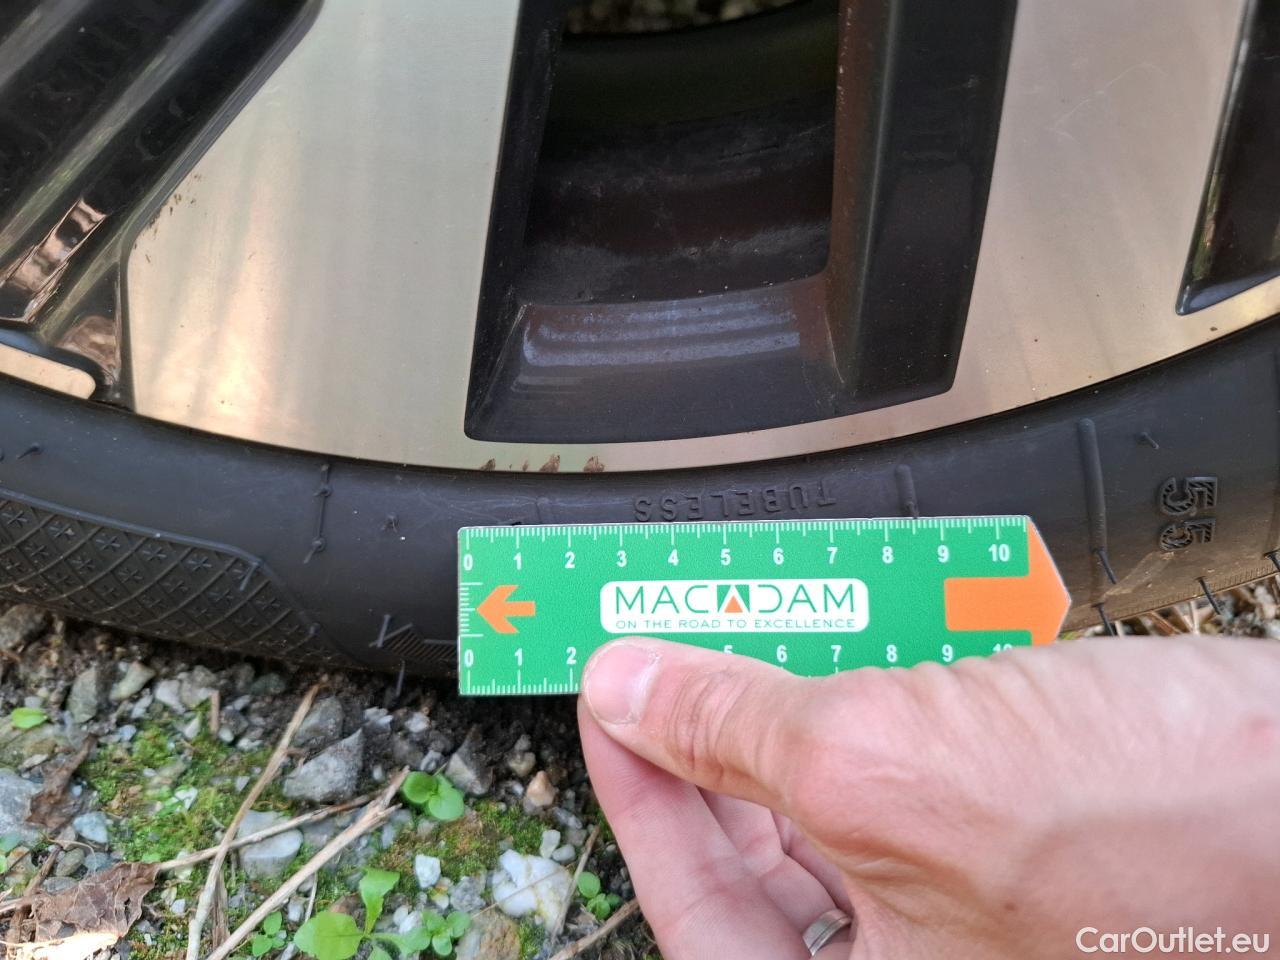 TUBELESS
55
0 1 2 3 4 5 6 7 8 9 10
MACADAM
ON THE ROAD TO EXCELLENCE
0 1 2 5 6 7 8 9 10
CarOutlet.eu